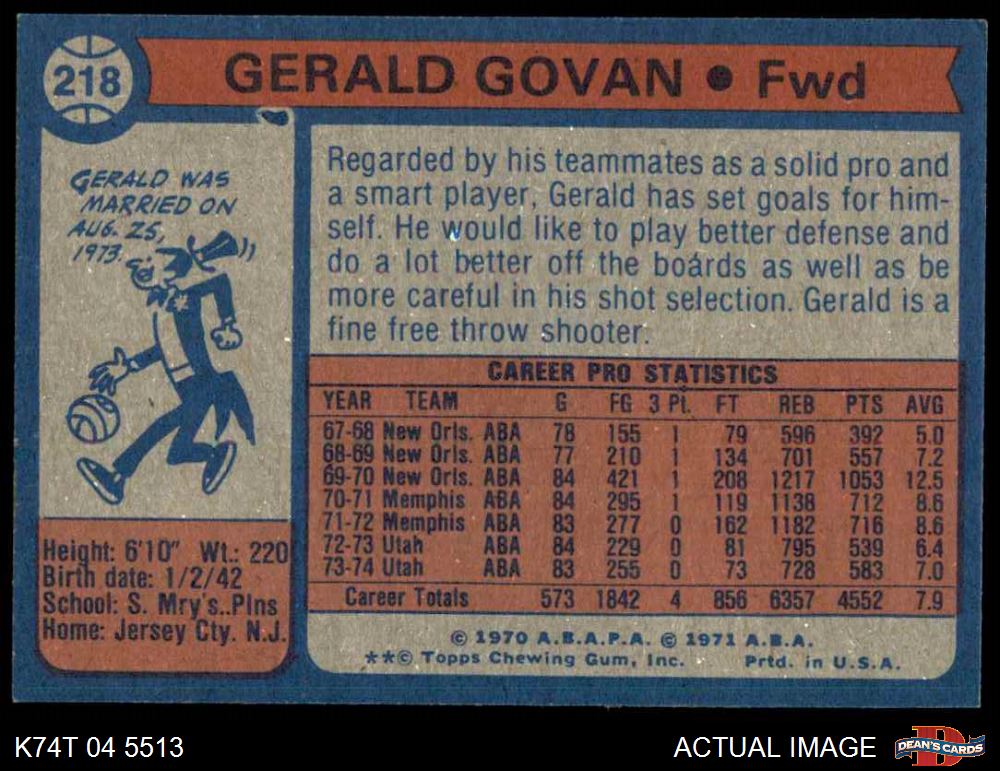 218
GERALD GOVAN • Fwd
GERALD WAS
MARRIED ON
AUG. 25,
1973.
Regarded by his teammates as a solid pro and
a smart player, Gerald has set goals for him-
self. He would like to play better defense and
do a lot better off the boards as well as be
more careful in his shot selection. Gerald is a
fine free throw shooter.
CAREER PRO STATISTICS
YEAR TEAM G FG 3 Pt. FT REB PTS AVG
67-68 New Orls. ABA 78 155 1 79 596 392 5.0
68-69 New Orls. ABA 77 210 1 134 701 557 7.2
69-70 New Orls. ABA 84 421 1 208 1217 1053 12.5
70-71 Memphis ABA 84 295 1 119 1138 712 8.6
71-72 Memphis ABA 83 277 0 162 1182 716 8.6
72-73 Utah ABA 84 229 0 81 795 539 6.4
73-74 Utah ABA 83 255 0 73 728 583 7.0
Career Totals 573 1842 4 856 6357 4552 7.9
Height: 6'10" Wt.: 220
Birth date: 1/2/42
School: S. Mry's..Plns
Home: Jersey Cty. N.J.
© 1970 A.B.A.P.A. © 1971 A.B.A.
**© Topps Chewing Gum, Inc. Prtd. in U.S.A.
K74T 04 5513
ACTUAL IMAGE
D
DEAN'S CARDS